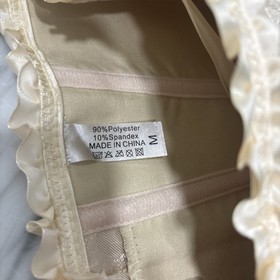 90%Polyester
10%Spandex
MADE IN CHINA
M